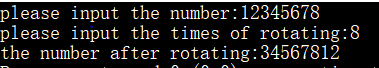 please input the number:12345678
please input the times of rotating:8
the number after rotating:34567812